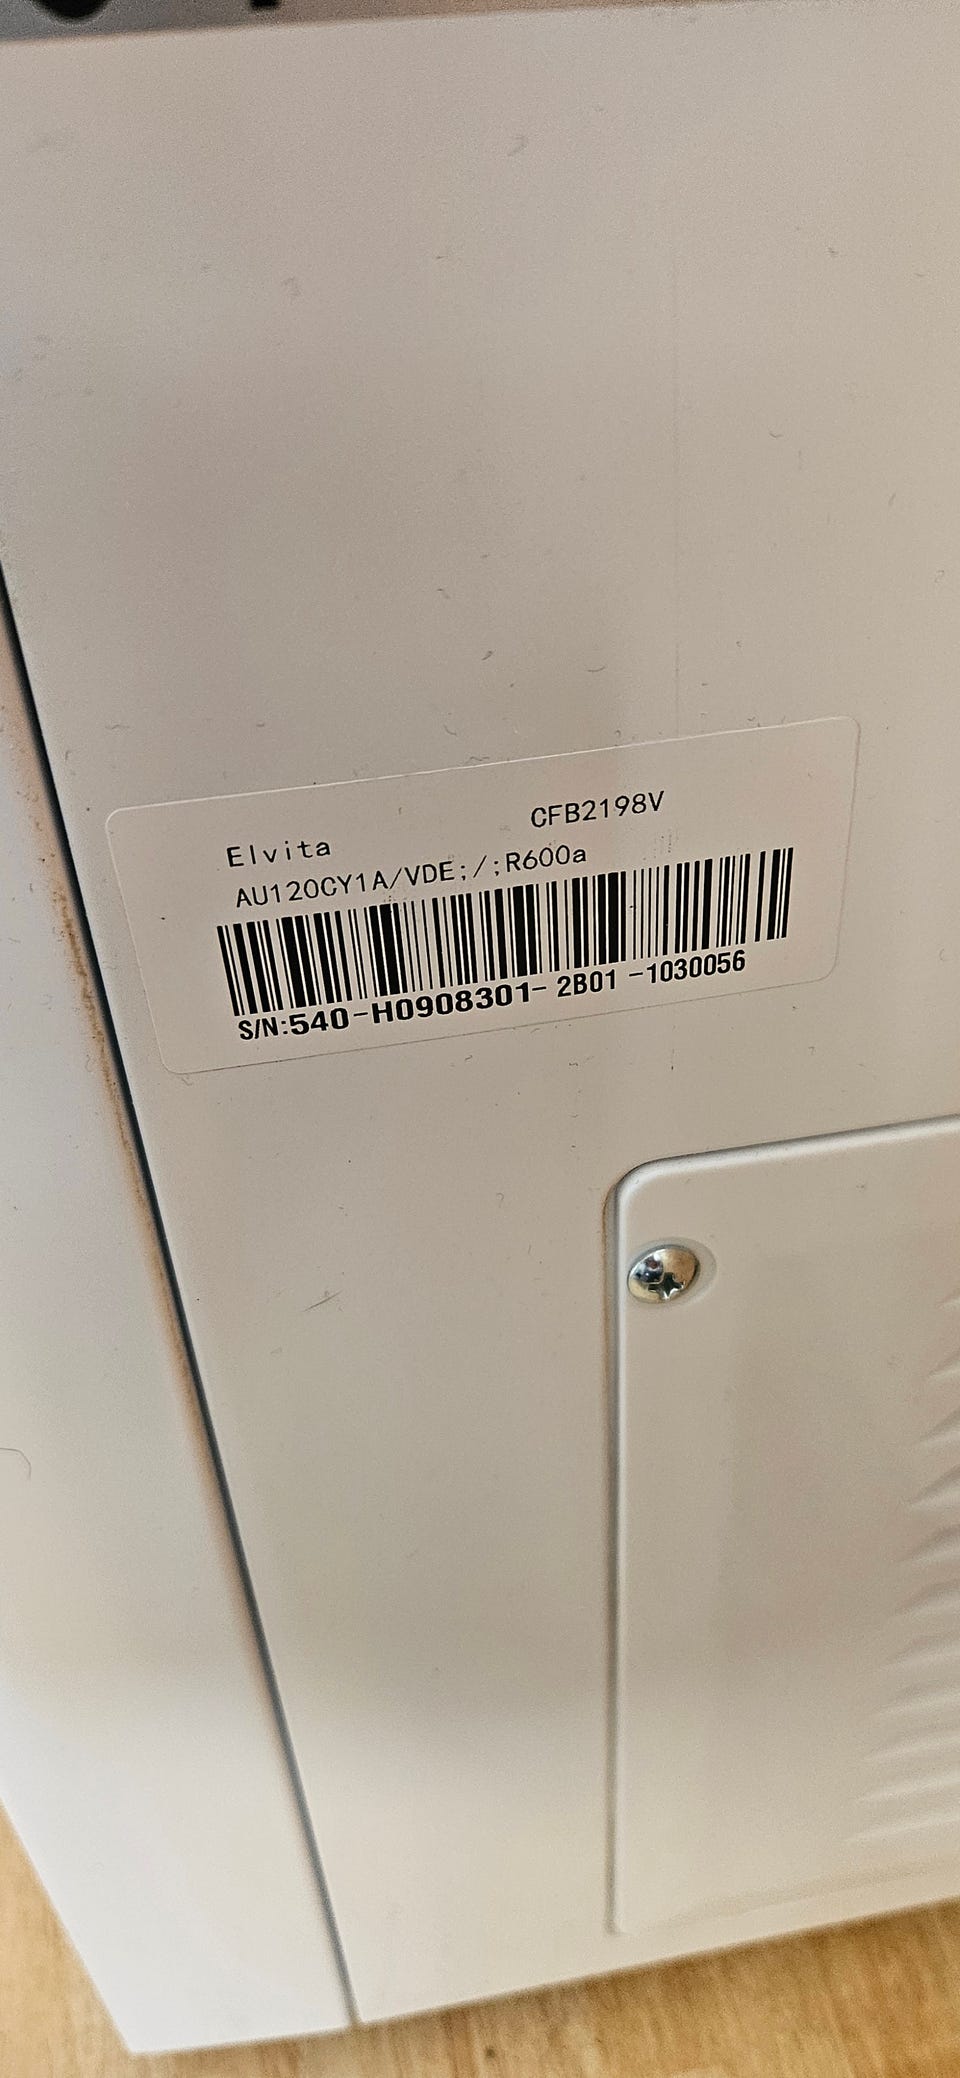 Elvita CFB2198V
AU120CY1A/VDE;/;R600a
S/N:540-H0908301- 2B01 -1030056